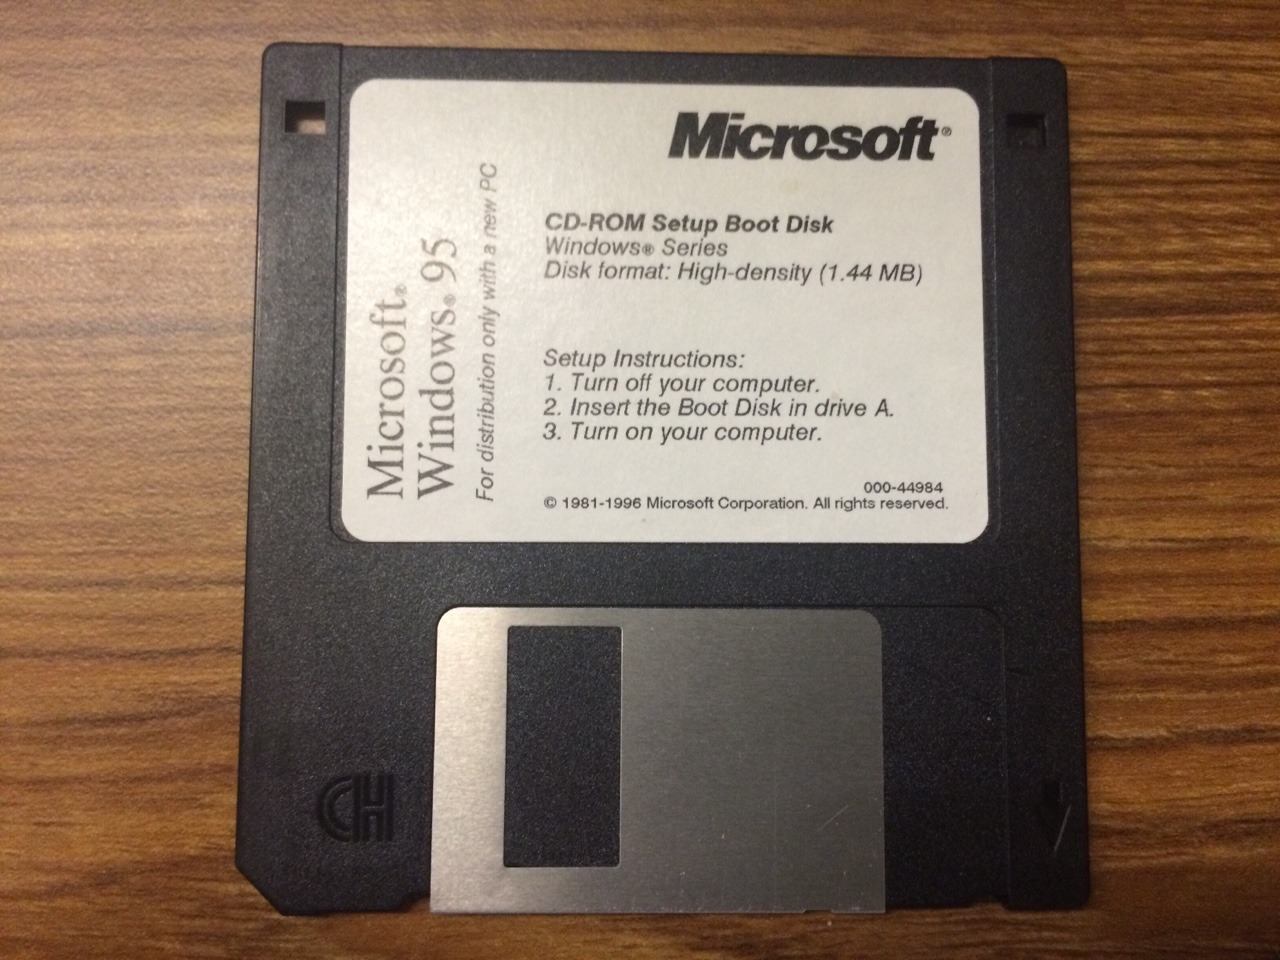 Microsoft®
Microsoft®
Windows® 95
For distribution only with a new PC
CD-ROM Setup Boot Disk
Windows® Series
Disk format: High-density (1.44 MB)
Setup Instructions:
1. Turn off your computer.
2. Insert the Boot Disk in drive A.
3. Turn on your computer.
000-44984
© 1981-1996 Microsoft Corporation. All rights reserved.
CH